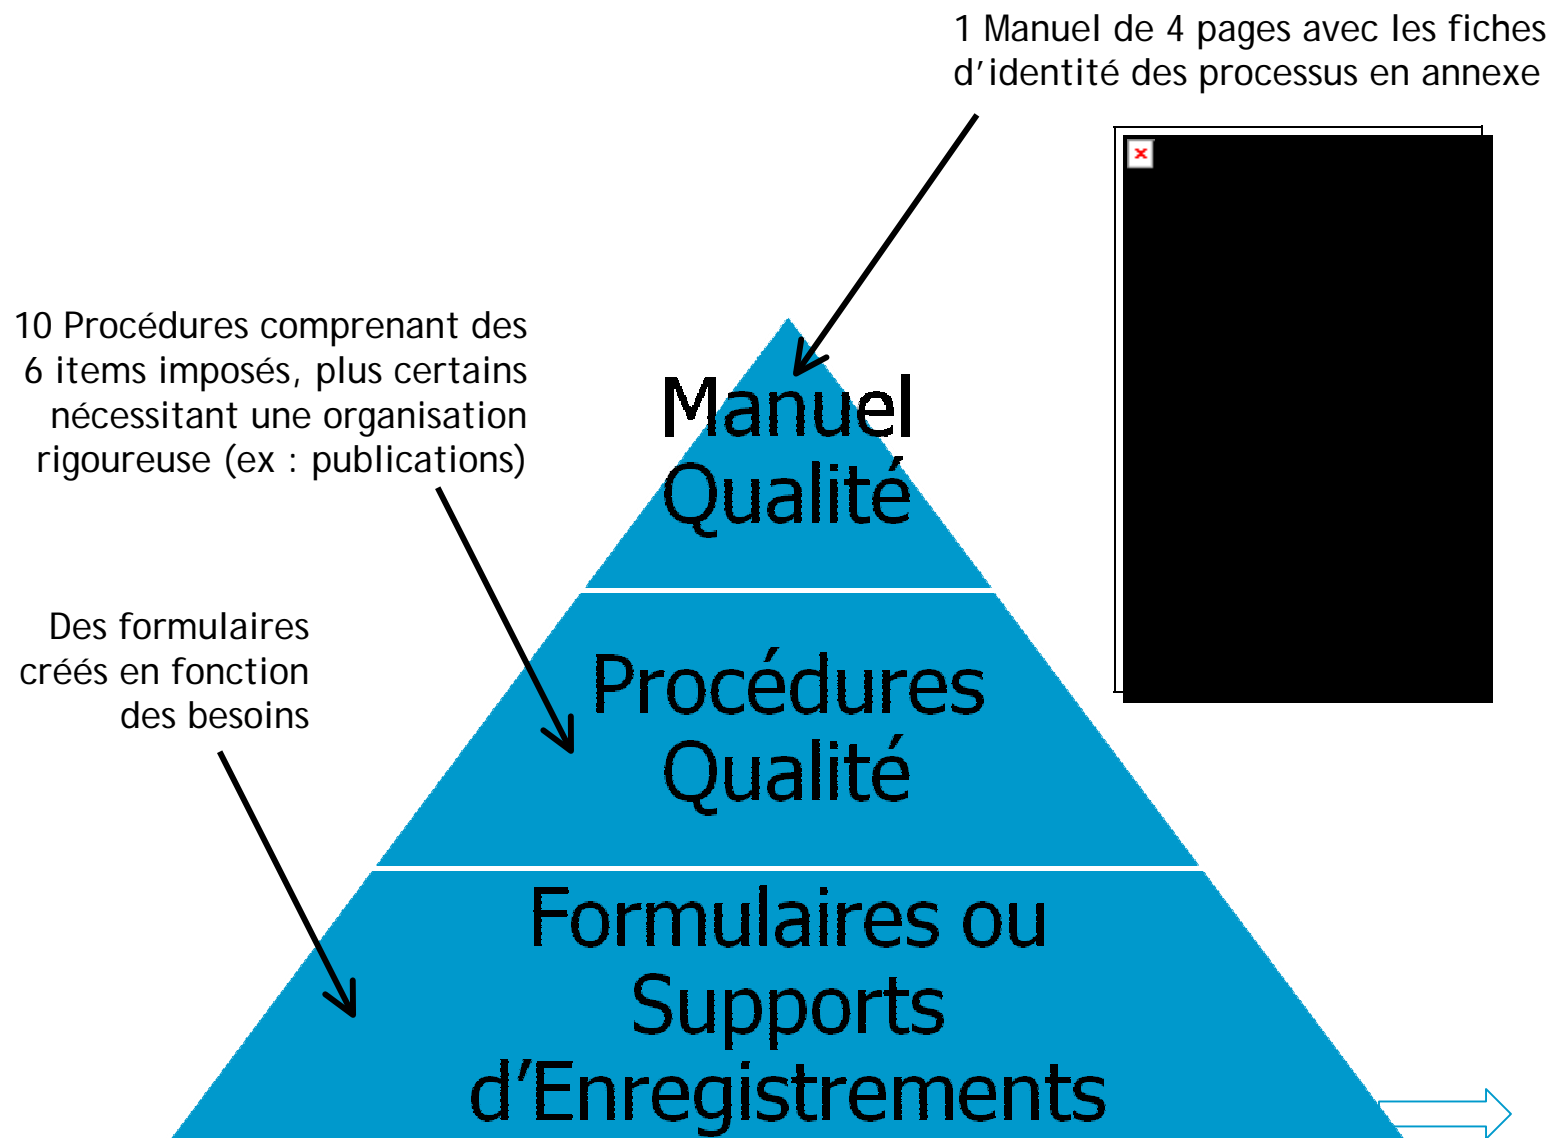 1 Manuel de 4 pages avec les fiches
d’identité des processus en annexe
10 Procédures comprenant des
6 items imposés, plus certains
nécessitant une organisation
rigoureuse (ex : publications)
Des formulaires
créés en fonction
des besoins
Manuel
Qualité
Procédures
Qualité
Formulaires ou
Supports
d’Enregistrements